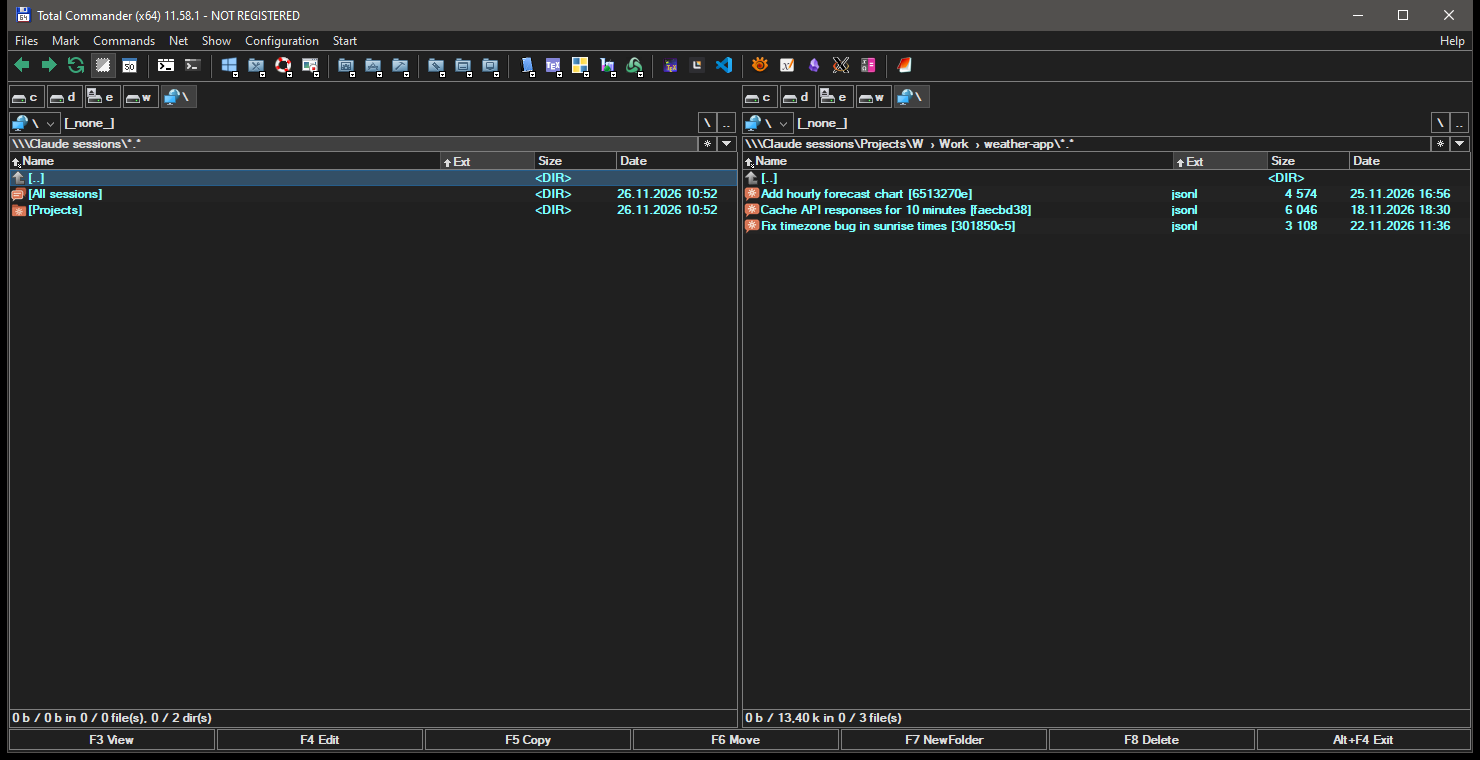 Total Commander (x64) 11.58.1 - NOT REGISTERED
Files Mark Commands Net Show Configuration Start Help
c d e w \
\ [_none_] \ ..
\\\Claude sessions\*.* *
Name Ext Size Date
[..] <DIR>
[All sessions] <DIR> 26.11.2026 10:52
[Projects] <DIR> 26.11.2026 10:52
0 b / 0 b in 0 / 0 file(s), 0 / 2 dir(s)
c d e w \
\ [_none_] \ ..
\\\Claude sessions\Projects\W › Work › weather-app\*.* *
Name Ext Size Date
[..] <DIR>
Add hourly forecast chart [6513270e] jsonl 4 574 25.11.2026 16:56
Cache API responses for 10 minutes [faecbd38] jsonl 6 046 18.11.2026 18:30
Fix timezone bug in sunrise times [301850c5] jsonl 3 108 22.11.2026 11:36
0 b / 13,40 k in 0 / 3 file(s)
F3 View F4 Edit F5 Copy F6 Move F7 NewFolder F8 Delete Alt+F4 Exit